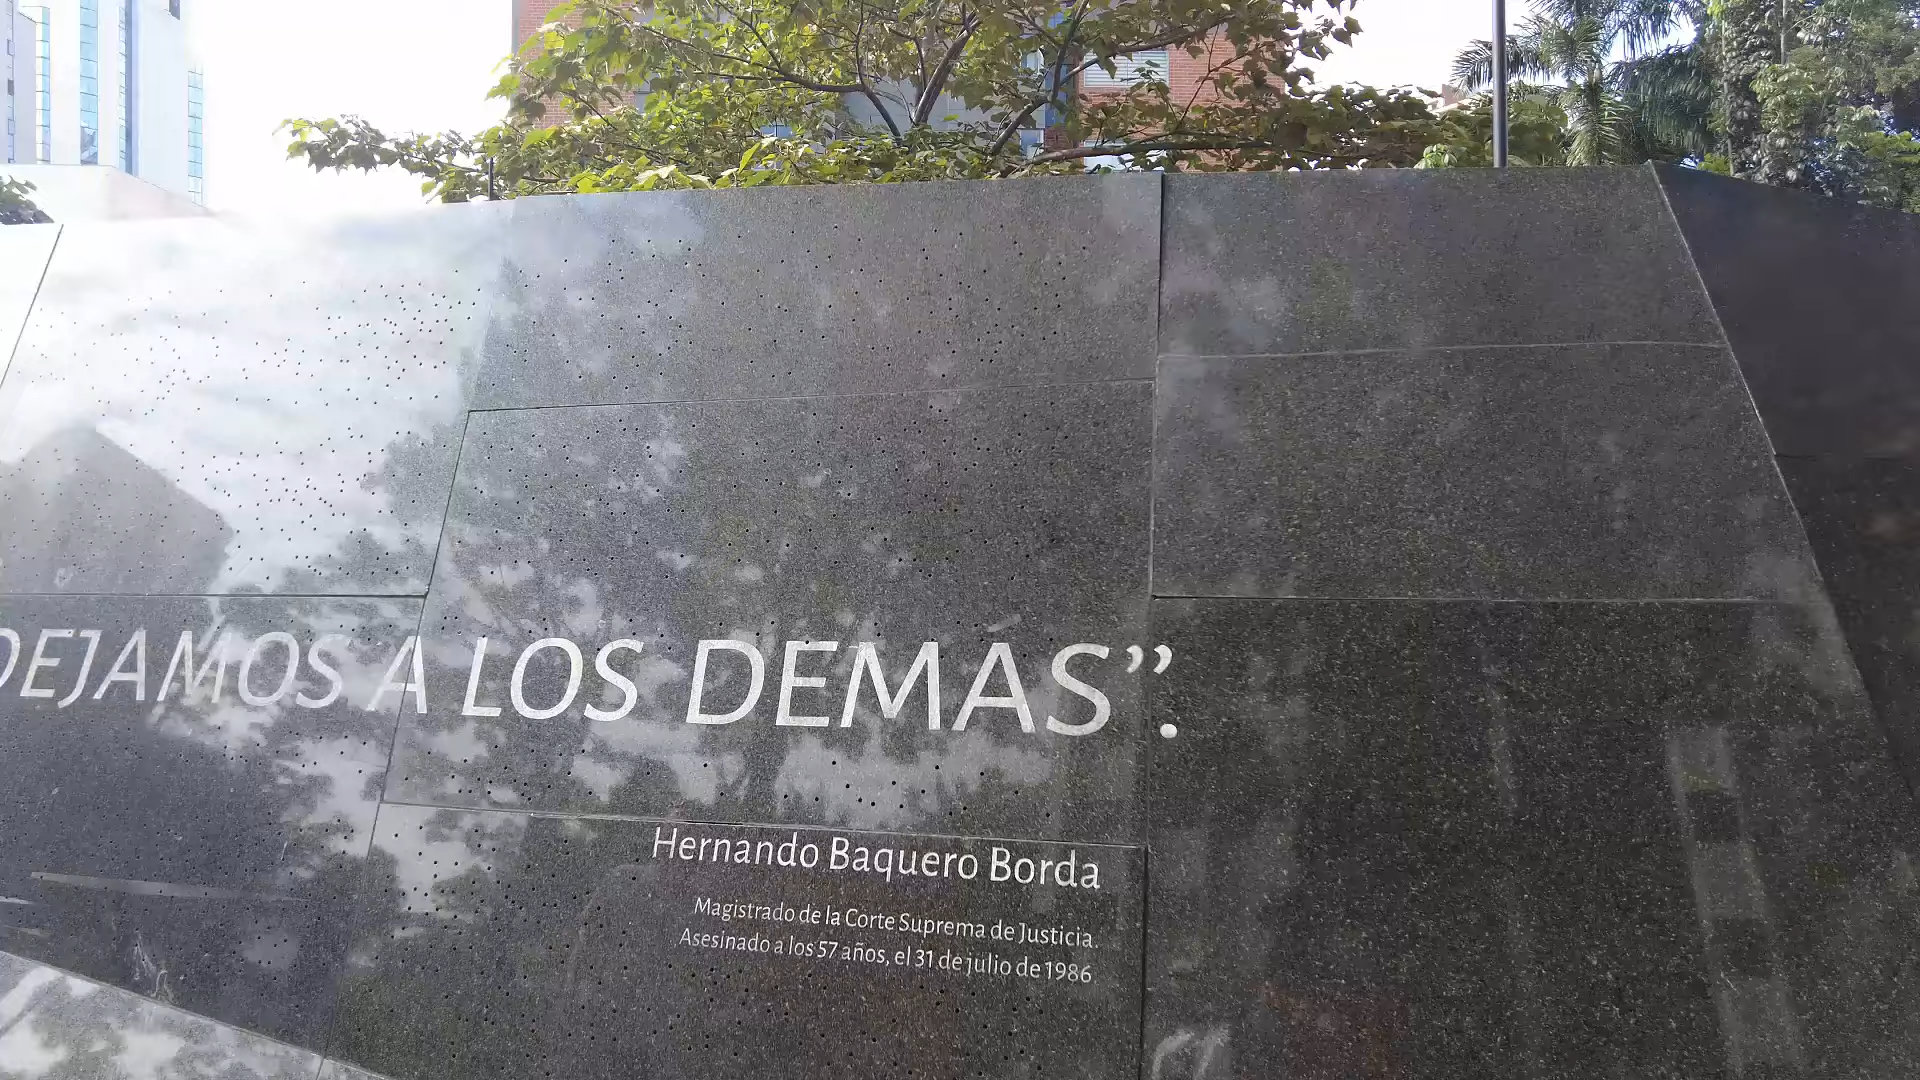 DEJAMOS A LOS DEMAS”.
Hernando Baquero Borda
Magistrado de la Corte Suprema de Justicia.
Asesinado a los 57 años, el 31 de julio de 1986